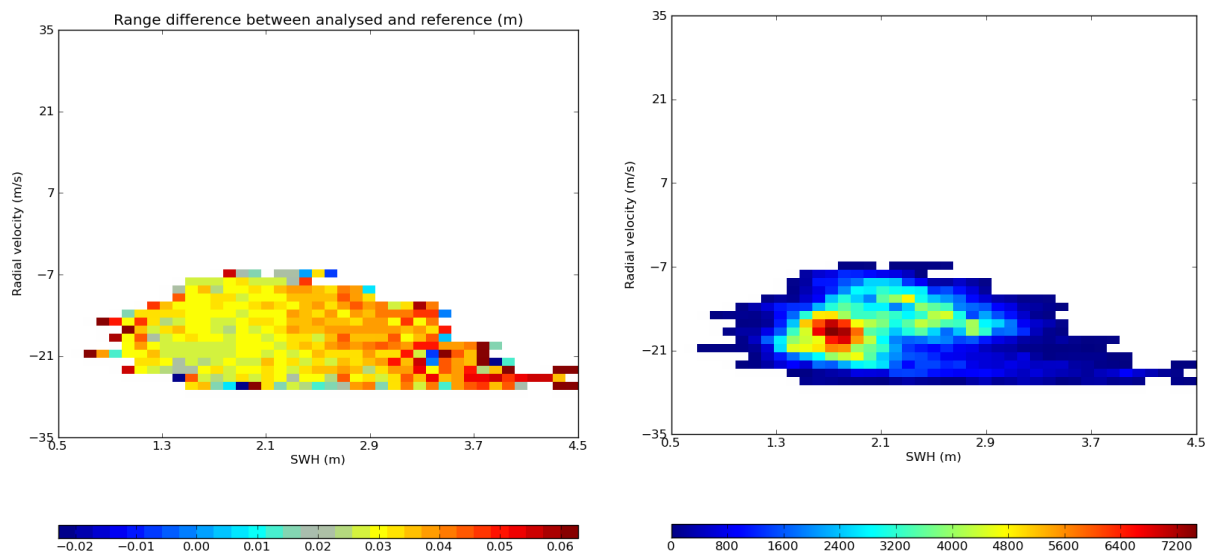 Range difference between analysed and reference (m)
35
21
7
−7
−21
−35
Radial velocity (m/s)
0.5 1.3 2.1 2.9 3.7 4.5
SWH (m)
−0.02 −0.01 0.00 0.01 0.02 0.03 0.04 0.05 0.06
35
21
7
−7
−21
−35
Radial velocity (m/s)
0.5 1.3 2.1 2.9 3.7 4.5
SWH (m)
0 800 1600 2400 3200 4000 4800 5600 6400 7200